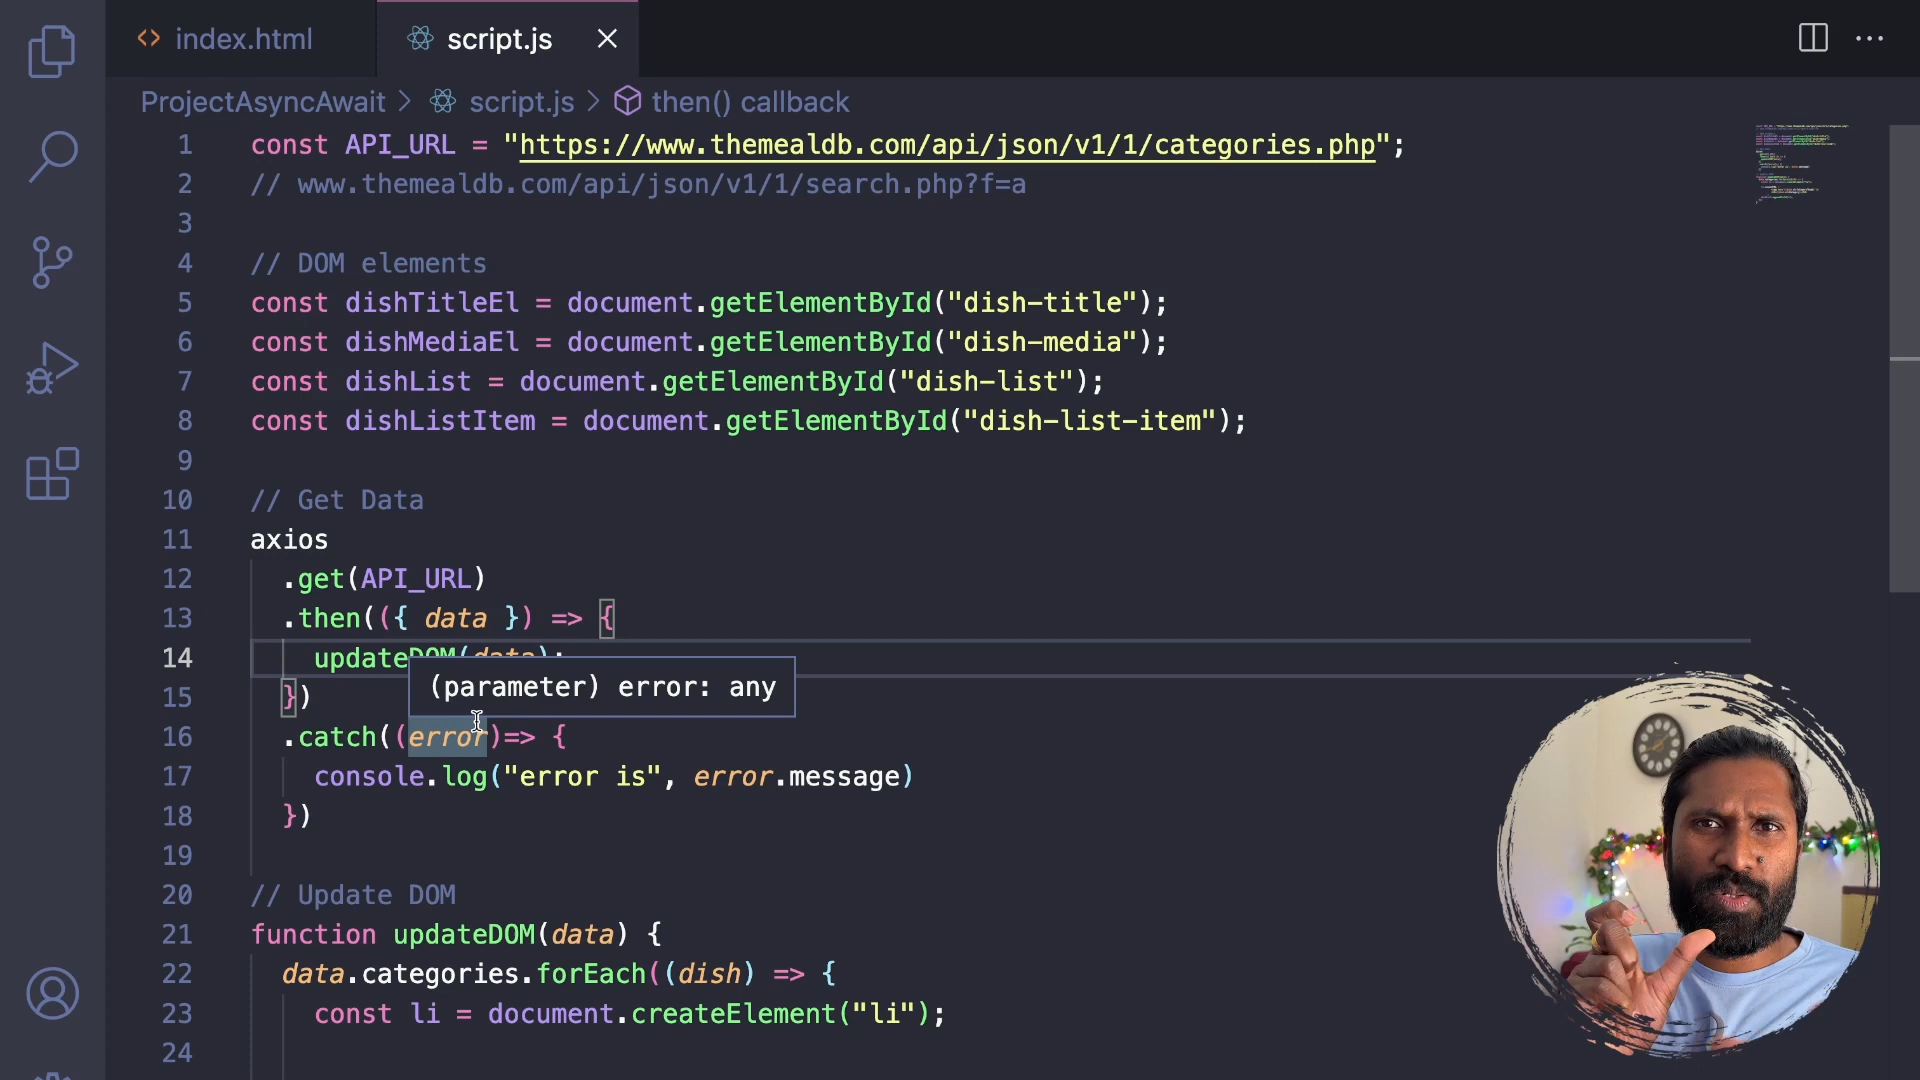 index.html
script.js
ProjectAsyncAwait > script.js > then() callback
1 const API_URL = "https://www.themealdb.com/api/json/v1/1/categories.php";
2 // www.themealdb.com/api/json/v1/1/search.php?f=a
3
4 // DOM elements
5 const dishTitleEl = document.getElementById("dish-title");
6 const dishMediaEl = document.getElementById("dish-media");
7 const dishList = document.getElementById("dish-list");
8 const dishListItem = document.getElementById("dish-list-item");
9
10 // Get Data
11 axios
12 .get(API_URL)
13 .then(({ data }) => {
14 updateDOM(data);
(parameter) error: any
15 })
16 .catch((error)=> {
17 console.log("error is", error.message)
18 })
19
20 // Update DOM
21 function updateDOM(data) {
22 data.categories.forEach((dish) => {
23 const li = document.createElement("li");
24